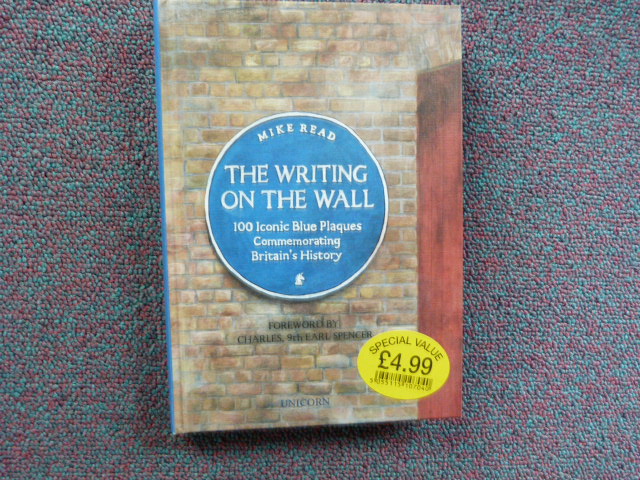 MIKE READ
THE WRITING
ON THE WALL
100 Iconic Blue Plaques
Commemorating
Britain's History
FOREWORD BY
CHARLES, 9th EARL SPENCER
SPECIAL VALUE
£4.99
UNICORN